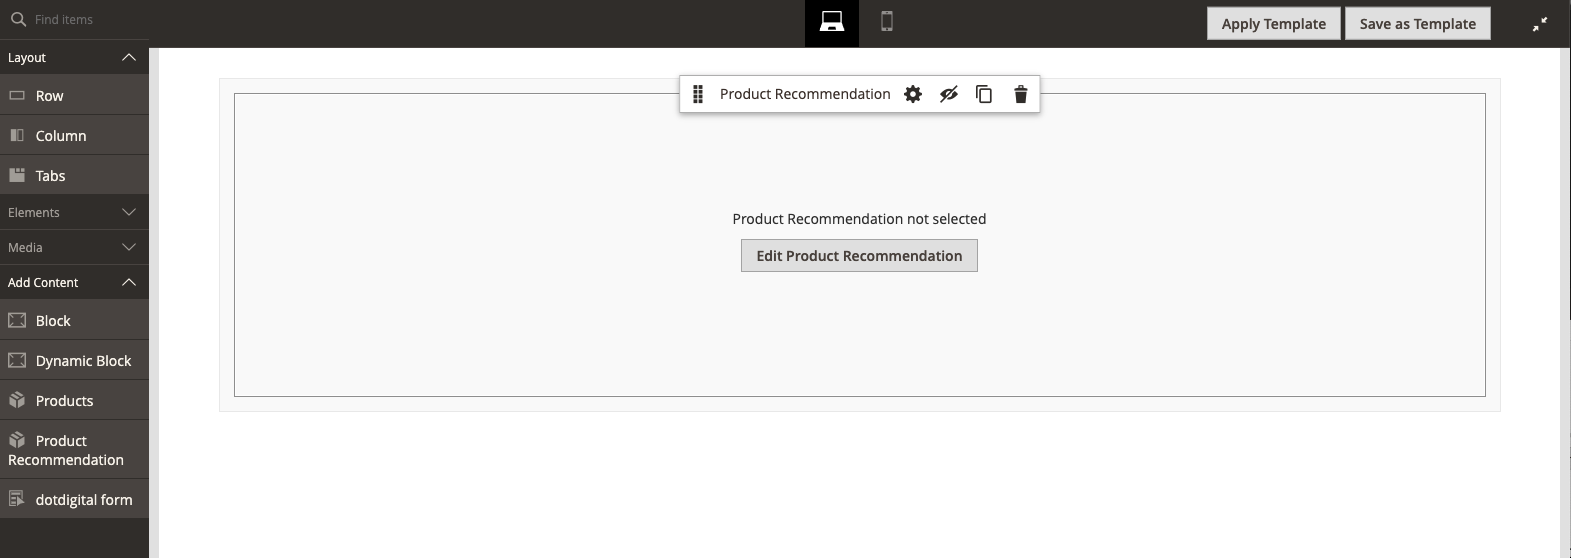 Find items
Apply Template
Save as Template
Layout
Row
Column
Tabs
Elements
Media
Add Content
Block
Dynamic Block
Products
Product
Recommendation
dotdigital form
Product Recommendation
Product Recommendation not selected
Edit Product Recommendation